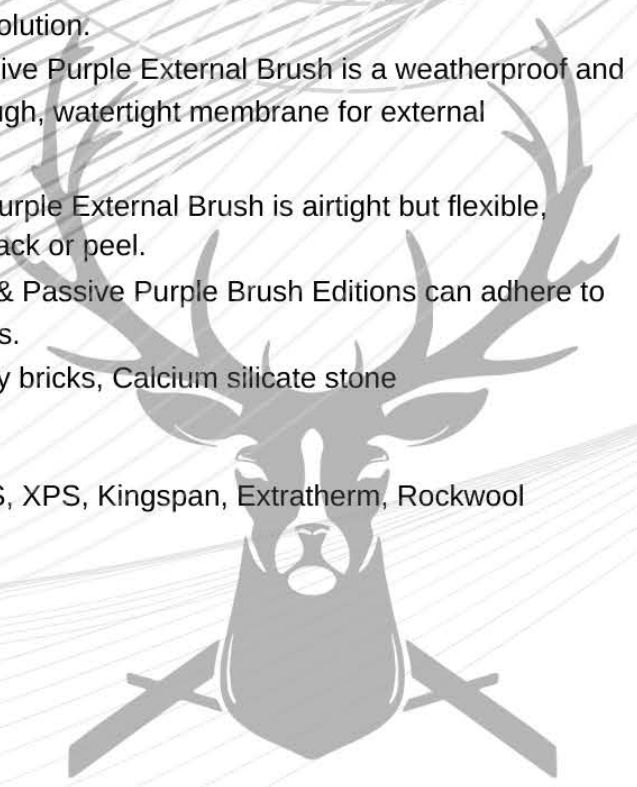 olution.
ive Purple External Brush is a weatherproof and
ugh, watertight membrane for external
urple External Brush is airtight but flexible,
ack or peel.
& Passive Purple Brush Editions can adhere to
s.
y bricks, Calcium silicate stone
S, XPS, Kingspan, Extratherm, Rockwool